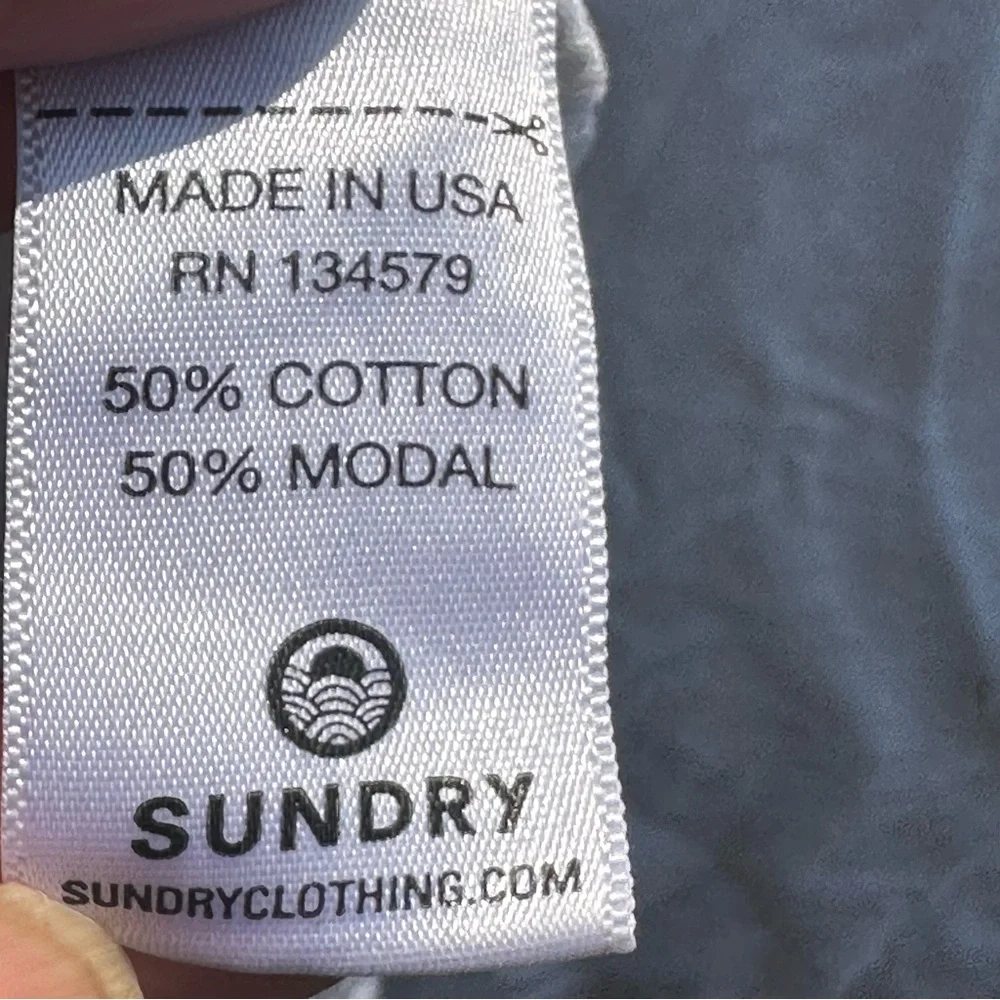 MADE IN USA
RN 134579
50% COTTON
50% MODAL
SUNDRY
SUNDRYCLOTHING.COM